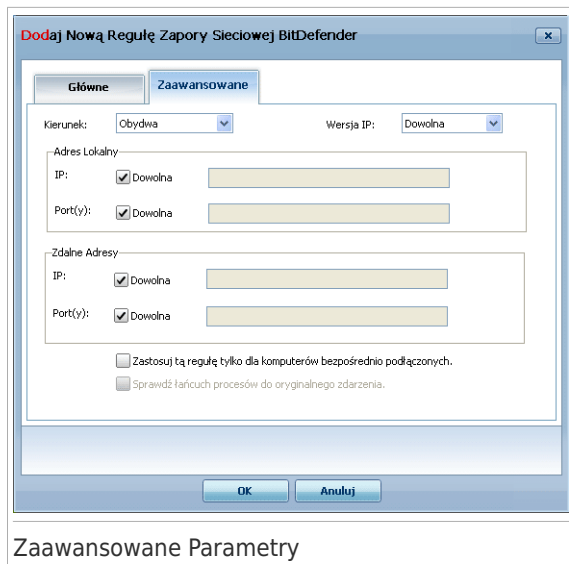 Dodaj Nową Regułę Zapory Sieciowej BitDefender
Główne Zaawansowane
Kierunek: Obydwa Wersja IP: Dowolna
Adres Lokalny
IP: Dowolna
Port(y): Dowolna
Zdalne Adresy
IP: Dowolna
Port(y): Dowolna
Zastosuj tą regułę tylko dla komputerów bezpośrednio podłączonych.
Sprawdź łańcuch procesów do oryginalnego zdarzenia.
OK Anuluj
Zaawansowane Parametry